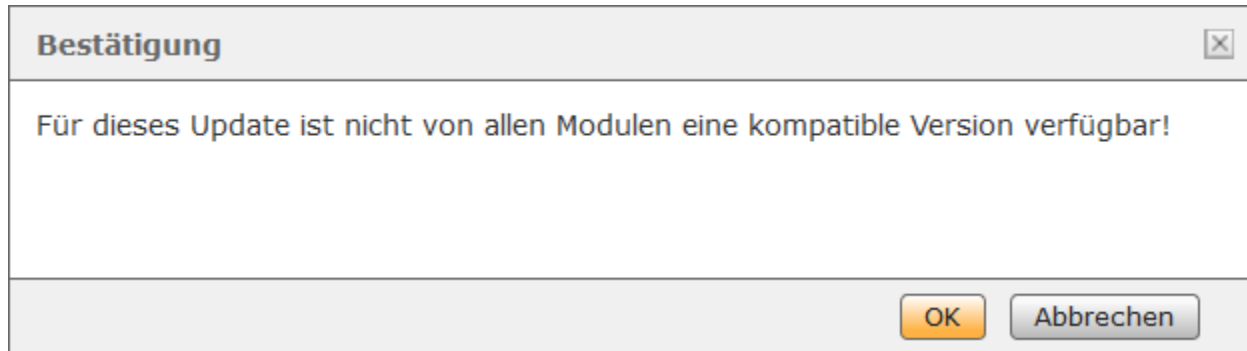 Bestätigung
Für dieses Update ist nicht von allen Modulen eine kompatible Version verfügbar!
OK
Abbrechen